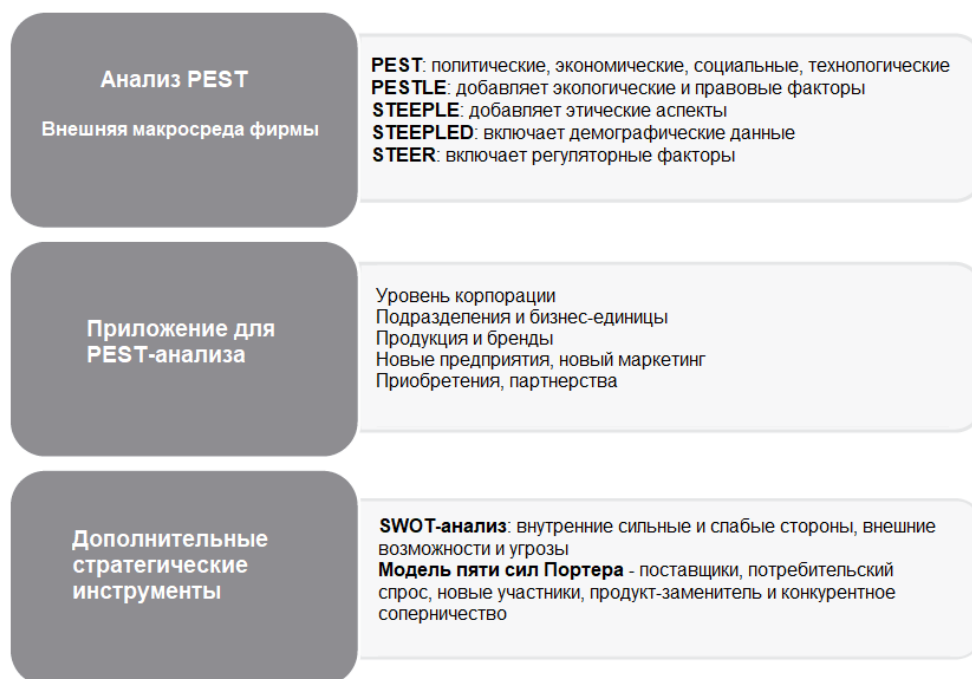 Анализ PEST
Внешняя макросреда фирмы
PEST: политические, экономические, социальные, технологические
PESTLE: добавляет экологические и правовые факторы
STEEPLE: добавляет этические аспекты
STEEPLED: включает демографические данные
STEER: включает регуляторные факторы
Приложение для
PEST-анализа
Уровень корпорации
Подразделения и бизнес-единицы
Продукция и бренды
Новые предприятия, новый маркетинг
Приобретения, партнерства
Дополнительные
стратегические
инструменты
SWOT-анализ: внутренние сильные и слабые стороны, внешние
возможности и угрозы
Модель пяти сил Портера - поставщики, потребительский
спрос, новые участники, продукт-заменитель и конкурентное
соперничество